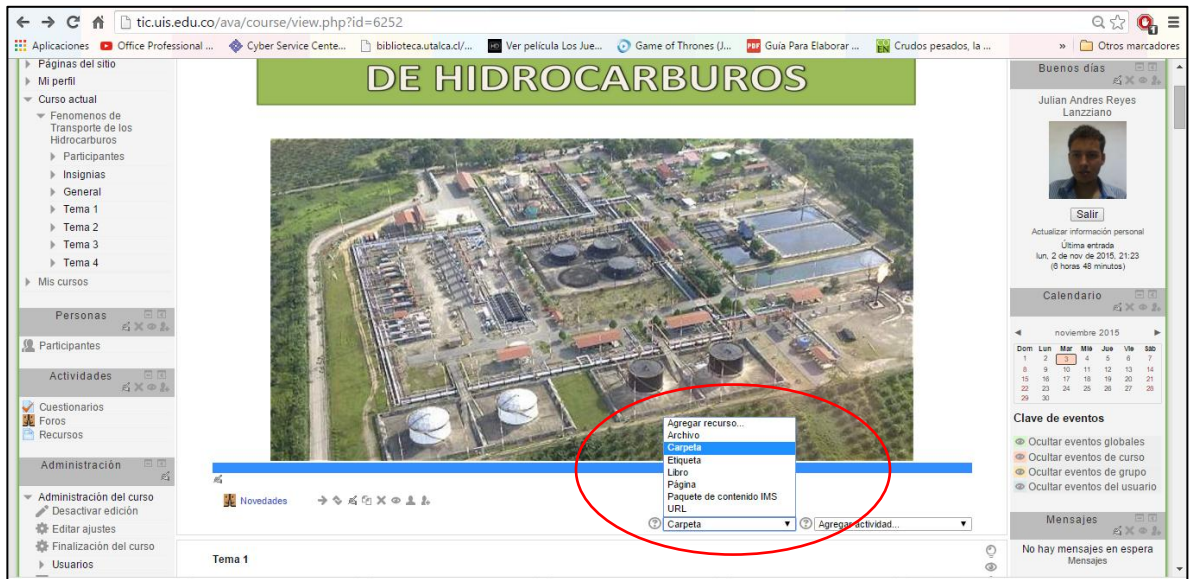 tic.uis.edu.co/ava/course/view.php?id=6252
Aplicaciones
Office Professional ...
Cyber Service Cente...
biblioteca.utalca.cl/...
Ver película Los Jue...
Game of Thrones (J...
PDF
Guía Para Elaborar ...
EN
Crudos pesados, la ...
»
Otros marcadores
Páginas del sitio
Mi perfil
Curso actual
Fenomenos de
Transporte de los
Hidrocarburos
Participantes
Insignias
General
Tema 1
Tema 2
Tema 3
Tema 4
Mis cursos
Personas
Participantes
Actividades
Cuestionarios
Foros
Recursos
Administración
Administración del curso
Desactivar edición
Editar ajustes
Finalización del curso
Usuarios
DE HIDROCARBUROS
Novedades
Agregar recurso...
Archivo
Carpeta
Etiqueta
Libro
Página
Paquete de contenido IMS
URL
Carpeta
Agregar actividad...
Tema 1
Buenos días
Julian Andres Reyes
Lanzziano
Salir
Actualizar información personal
Última entrada
lun, 2 de nov de 2015, 21:23
(6 horas 48 minutos)
Calendario
noviembre 2015
Dom Lun Mar Mié Jue Vie Sáb
1 2 3 4 5 6 7
8 9 10 11 12 13 14
15 16 17 18 19 20 21
22 23 24 25 26 27 28
29 30
Clave de eventos
Ocultar eventos globales
Ocultar eventos de curso
Ocultar eventos de grupo
Ocultar eventos del usuario
Mensajes
No hay mensajes en espera
Mensajes